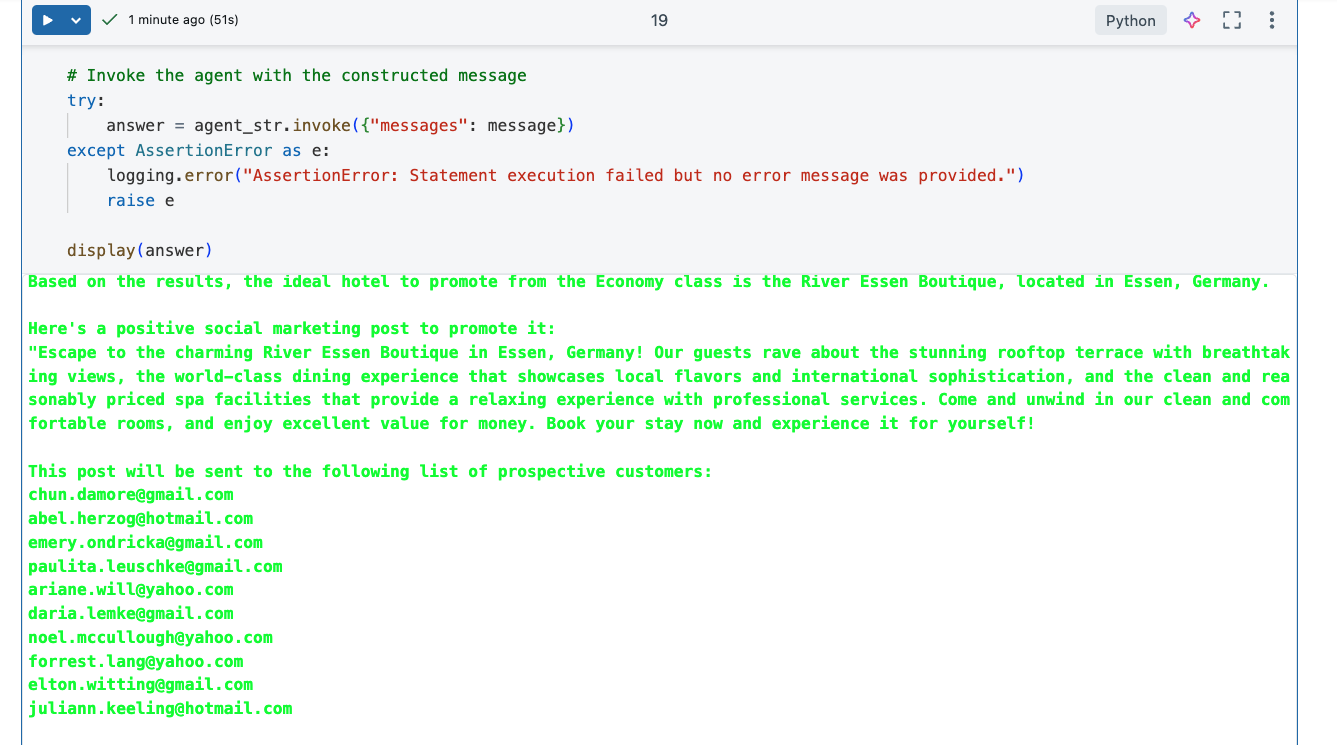 1 minute ago (51s)
19
Python
# Invoke the agent with the constructed message
try:
    answer = agent_str.invoke({"messages": message})
except AssertionError as e:
    logging.error("AssertionError: Statement execution failed but no error message was provided.")
    raise e
display(answer)
Based on the results, the ideal hotel to promote from the Economy class is the River Essen Boutique, located in Essen, Germany.
Here's a positive social marketing post to promote it:
"Escape to the charming River Essen Boutique in Essen, Germany! Our guests rave about the stunning rooftop terrace with breathtak
ing views, the world-class dining experience that showcases local flavors and international sophistication, and the clean and rea
sonably priced spa facilities that provide a relaxing experience with professional services. Come and unwind in our clean and com
fortable rooms, and enjoy excellent value for money. Book your stay now and experience it for yourself!
This post will be sent to the following list of prospective customers:
chun.damore@gmail.com
abel.herzog@hotmail.com
emery.ondricka@gmail.com
paulita.leuschke@gmail.com
ariane.will@yahoo.com
daria.lemke@gmail.com
noel.mccullough@yahoo.com
forrest.lang@yahoo.com
elton.witting@gmail.com
juliann.keeling@hotmail.com